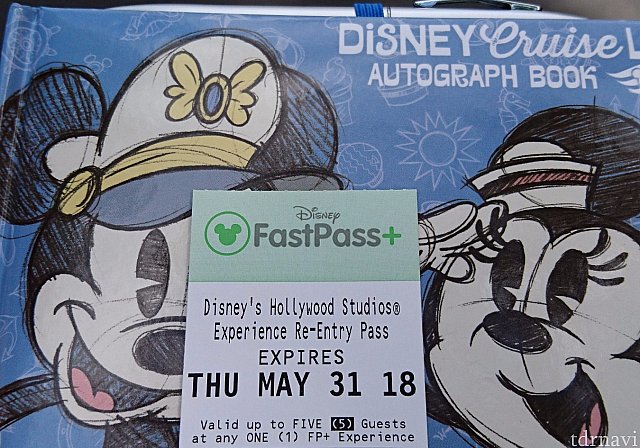 DiSNEY Cruise L
AUTOGRAPH BOOK
Disney
FastPass+
Disney's Hollywood Studios®
Experience Re-Entry Pass
EXPIRES
THU MAY 31 18
Valid up to FIVE (5) Guests
at any ONE (1) FP+ Experience
tdrnavi